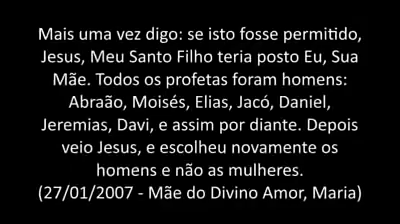 Mais uma vez digo: se isto fosse permitido,
Jesus, Meu Santo Filho teria posto Eu, Sua
Mãe. Todos os profetas foram homens:
Abraão, Moisés, Elias, Jacó, Daniel,
Jeremias, Davi, e assim por diante. Depois
veio Jesus, e escolheu novamente os
homens e não as mulheres.
(27/01/2007 - Mãe do Divino Amor, Maria)